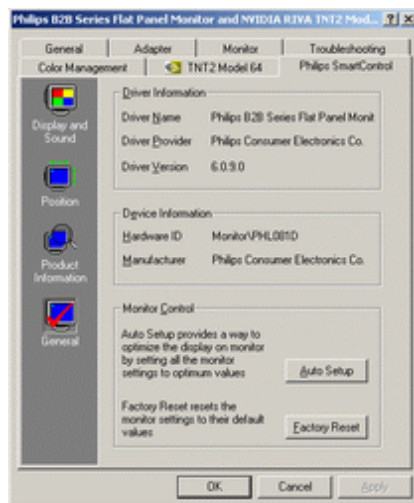 Philips B2B Series Flat Panel Monitor and NVIDIA RIVA TNT2 Mod...
General Adapter Monitor Troubleshooting
Color Management TNT2 Model 64 Philips SmartControl
Display and
Sound
Position
Product
Information
General
Driver Information
Driver Name Philips B2B Series Flat Panel Monit
Driver Provider Philips Consumer Electronics Co.
Driver Version 6.0.9.0
Device Information
Hardware ID Monitor\PHL081D
Manufacturer Philips Consumer Electronics Co.
Monitor Control
Auto Setup provides a way to
optimize the display on monitor
by setting all the monitor
settings to optimum values
Auto Setup
Factory Reset resets the
monitor settings to their default
values
Factory Reset
OK Cancel Apply